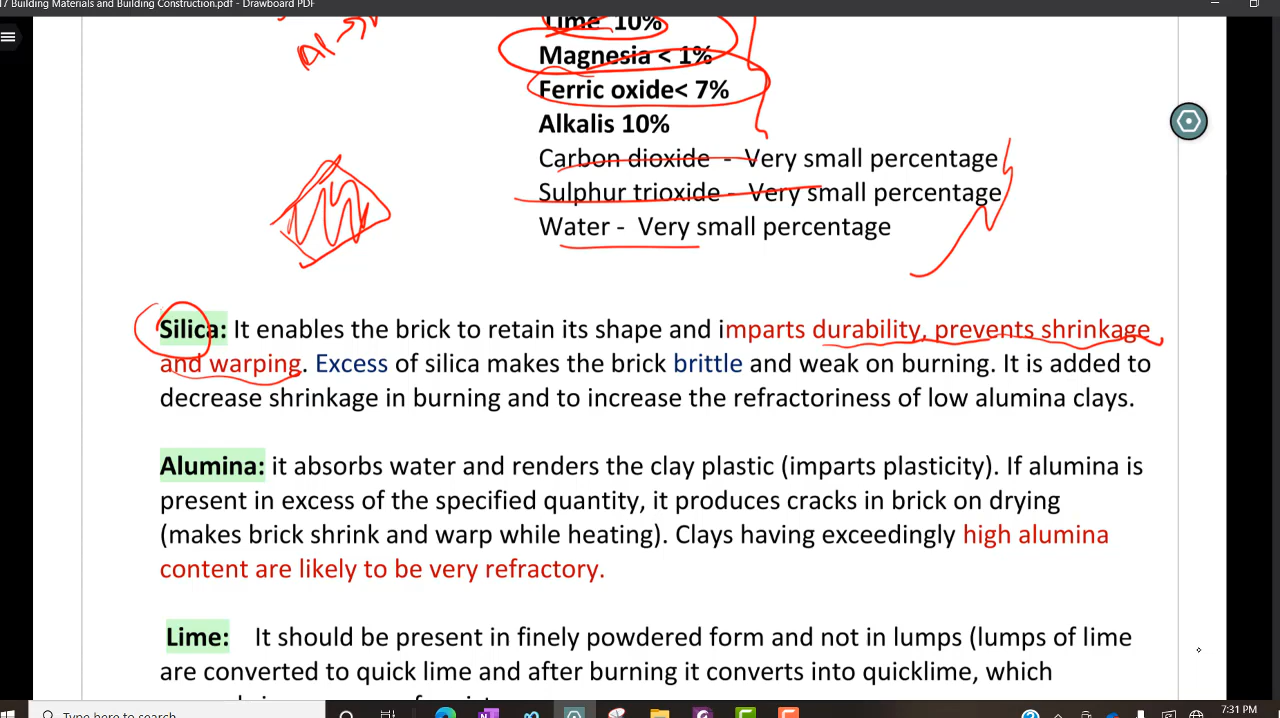 17 Building Materials and Building Construction.pdf - Drawboard PDF
Lime 10%
Magnesia < 1%
Ferric oxide< 7%
Alkalis 10%
Carbon dioxide - Very small percentage
Sulphur trioxide - Very small percentage
Water - Very small percentage
Silica: It enables the brick to retain its shape and imparts durability, prevents shrinkage
and warping. Excess of silica makes the brick brittle and weak on burning. It is added to
decrease shrinkage in burning and to increase the refractoriness of low alumina clays.
Alumina: it absorbs water and renders the clay plastic (imparts plasticity). If alumina is
present in excess of the specified quantity, it produces cracks in brick on drying
(makes brick shrink and warp while heating). Clays having exceedingly high alumina
content are likely to be very refractory.
Lime: It should be present in finely powdered form and not in lumps (lumps of lime
are converted to quick lime and after burning it converts into quicklime, which
Type here to search
7:31 PM